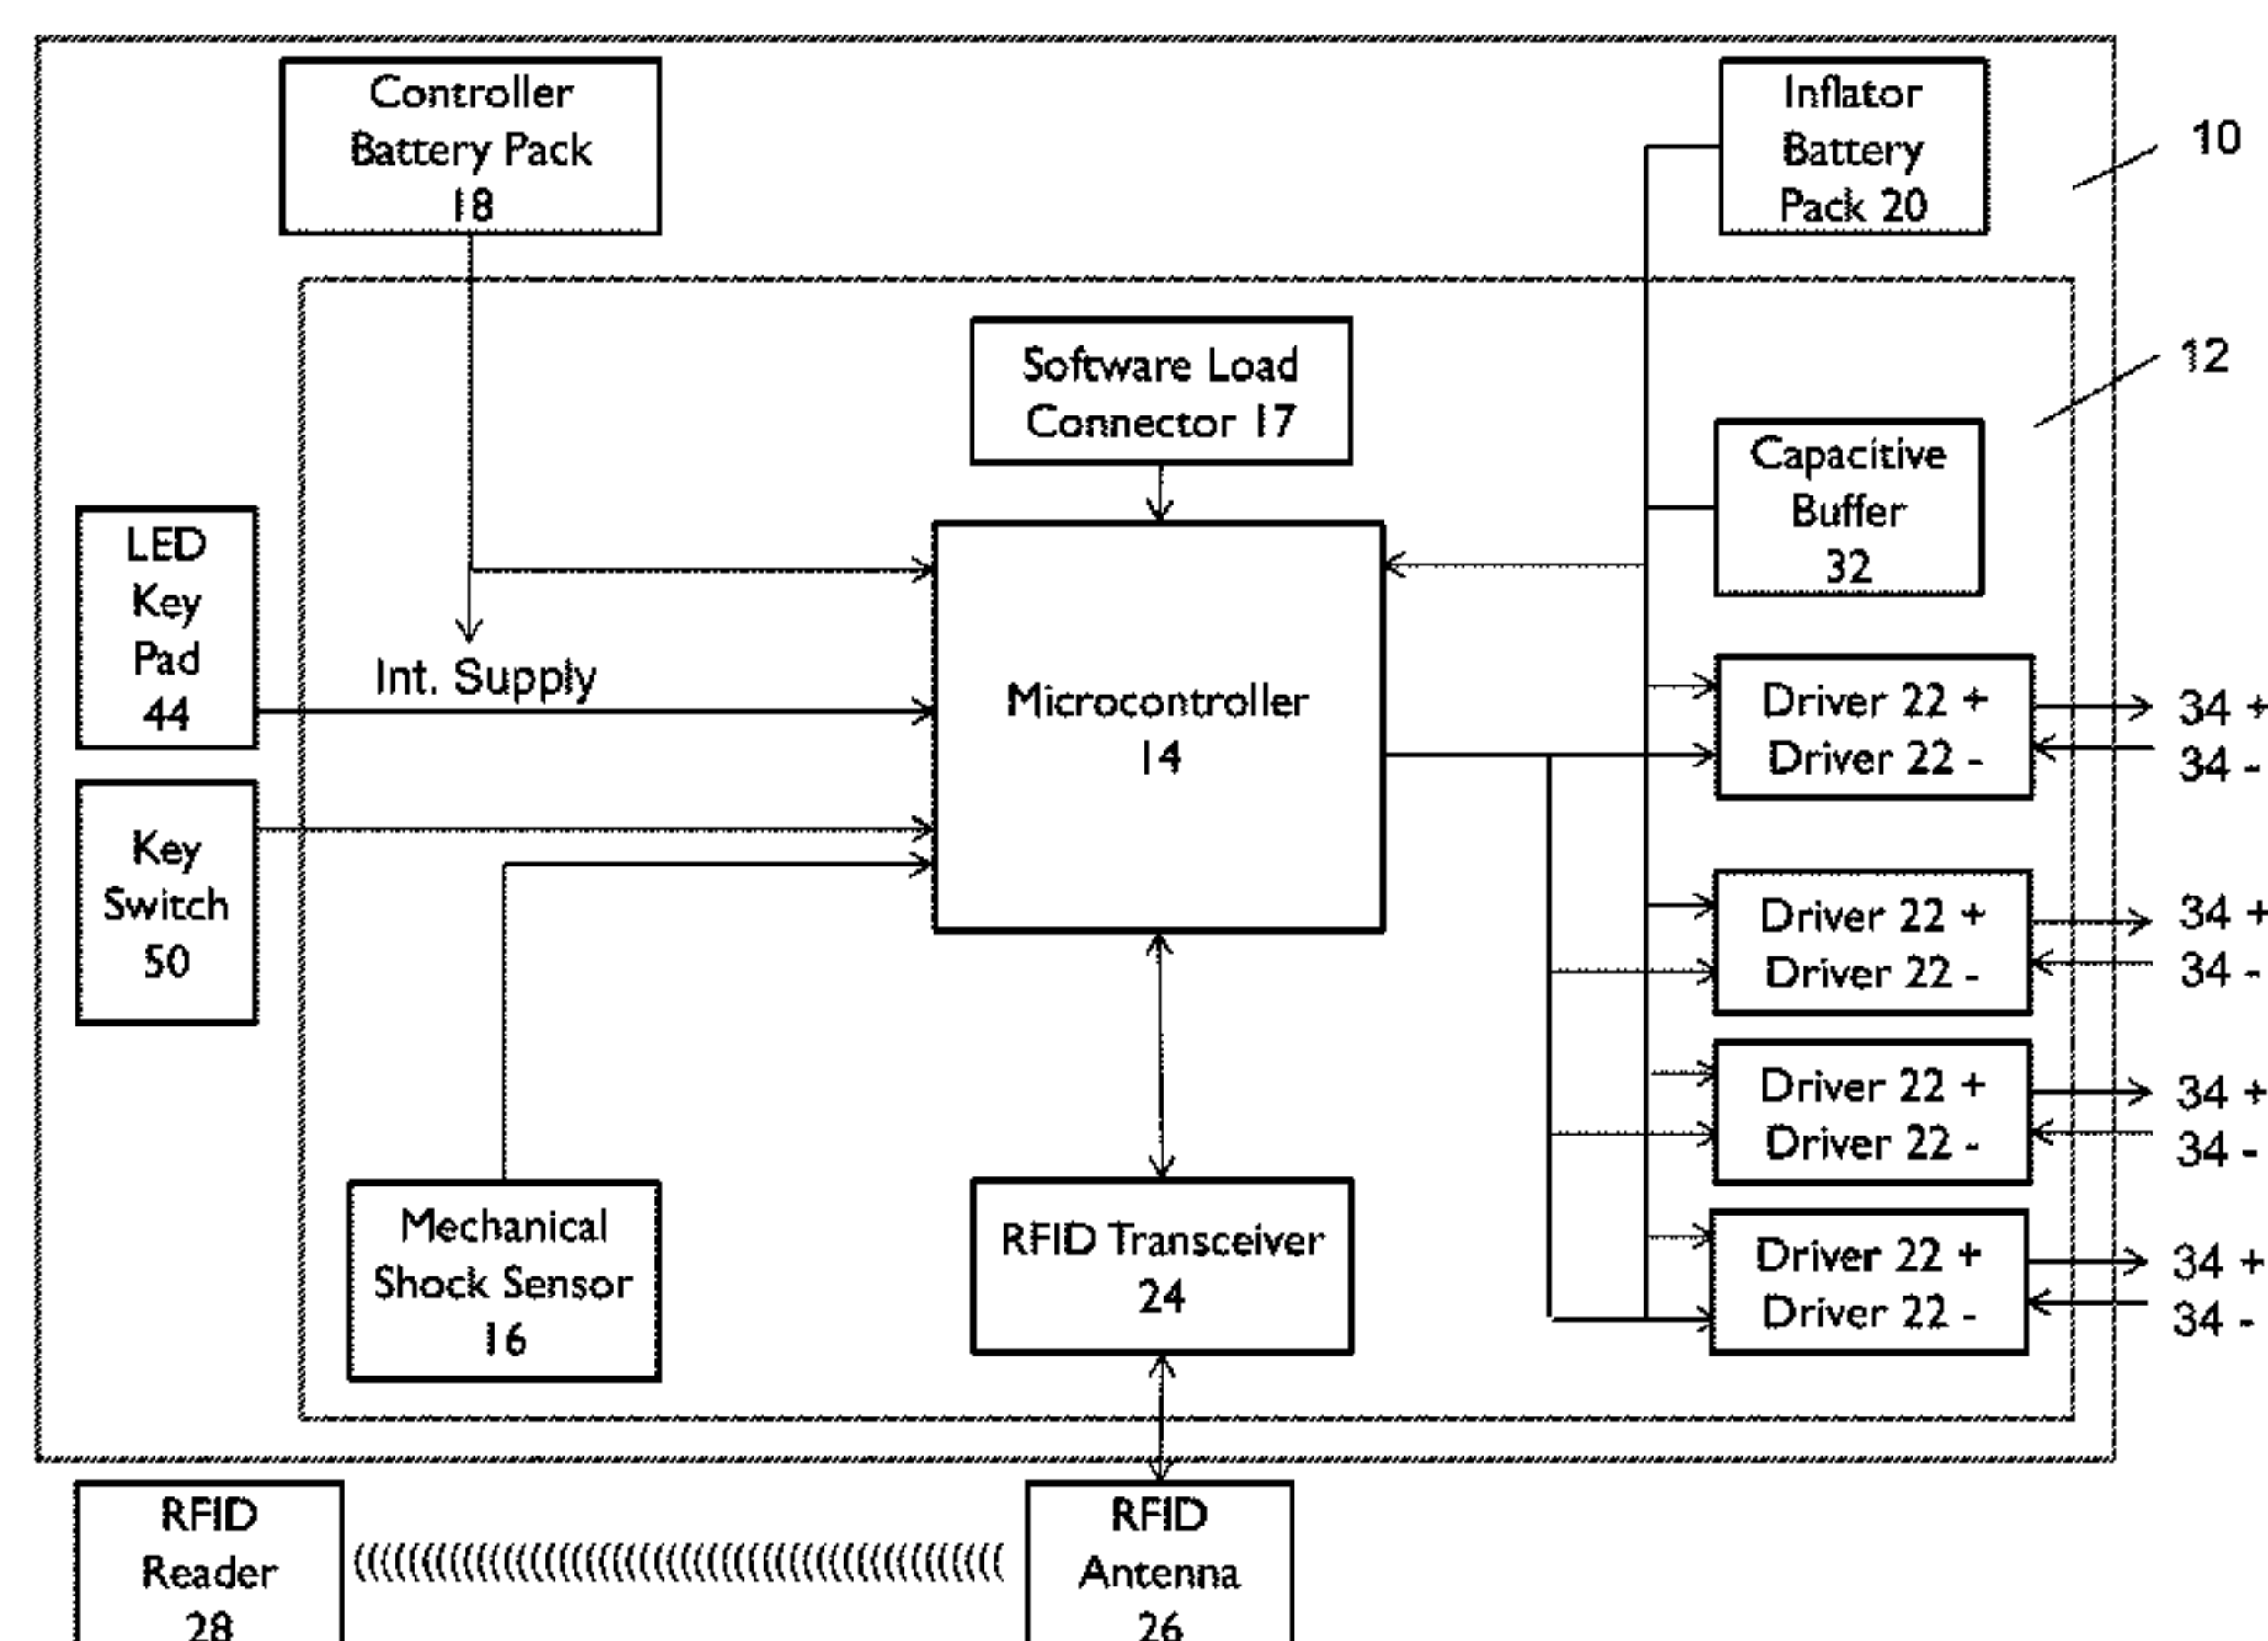 Controller
Battery Pack
18
Inflator
Battery
Pack 20
10
Software Load
Connector 17
12
Capacitive
Buffer
32
LED
Key
Pad
44
Int. Supply
Microcontroller
14
Driver 22 +
Driver 22 -
34 +
34 -
Key
Switch
50
Driver 22 +
Driver 22 -
34 +
34 -
Driver 22 +
Driver 22 -
34 +
34 -
Mechanical
Shock Sensor
16
RFID Transceiver
24
Driver 22 +
Driver 22 -
34 +
34 -
RFID
Reader
28
RFID
Antenna
26